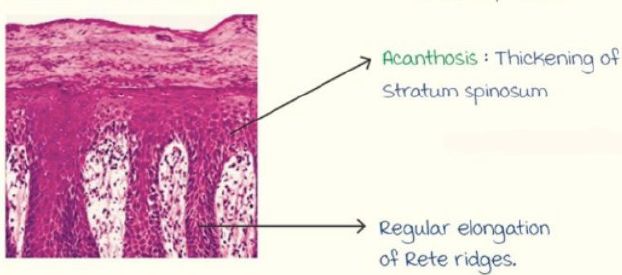 Acanthosis : Thickening of
Stratum spinosum
Regular elongation
of Rete ridges.